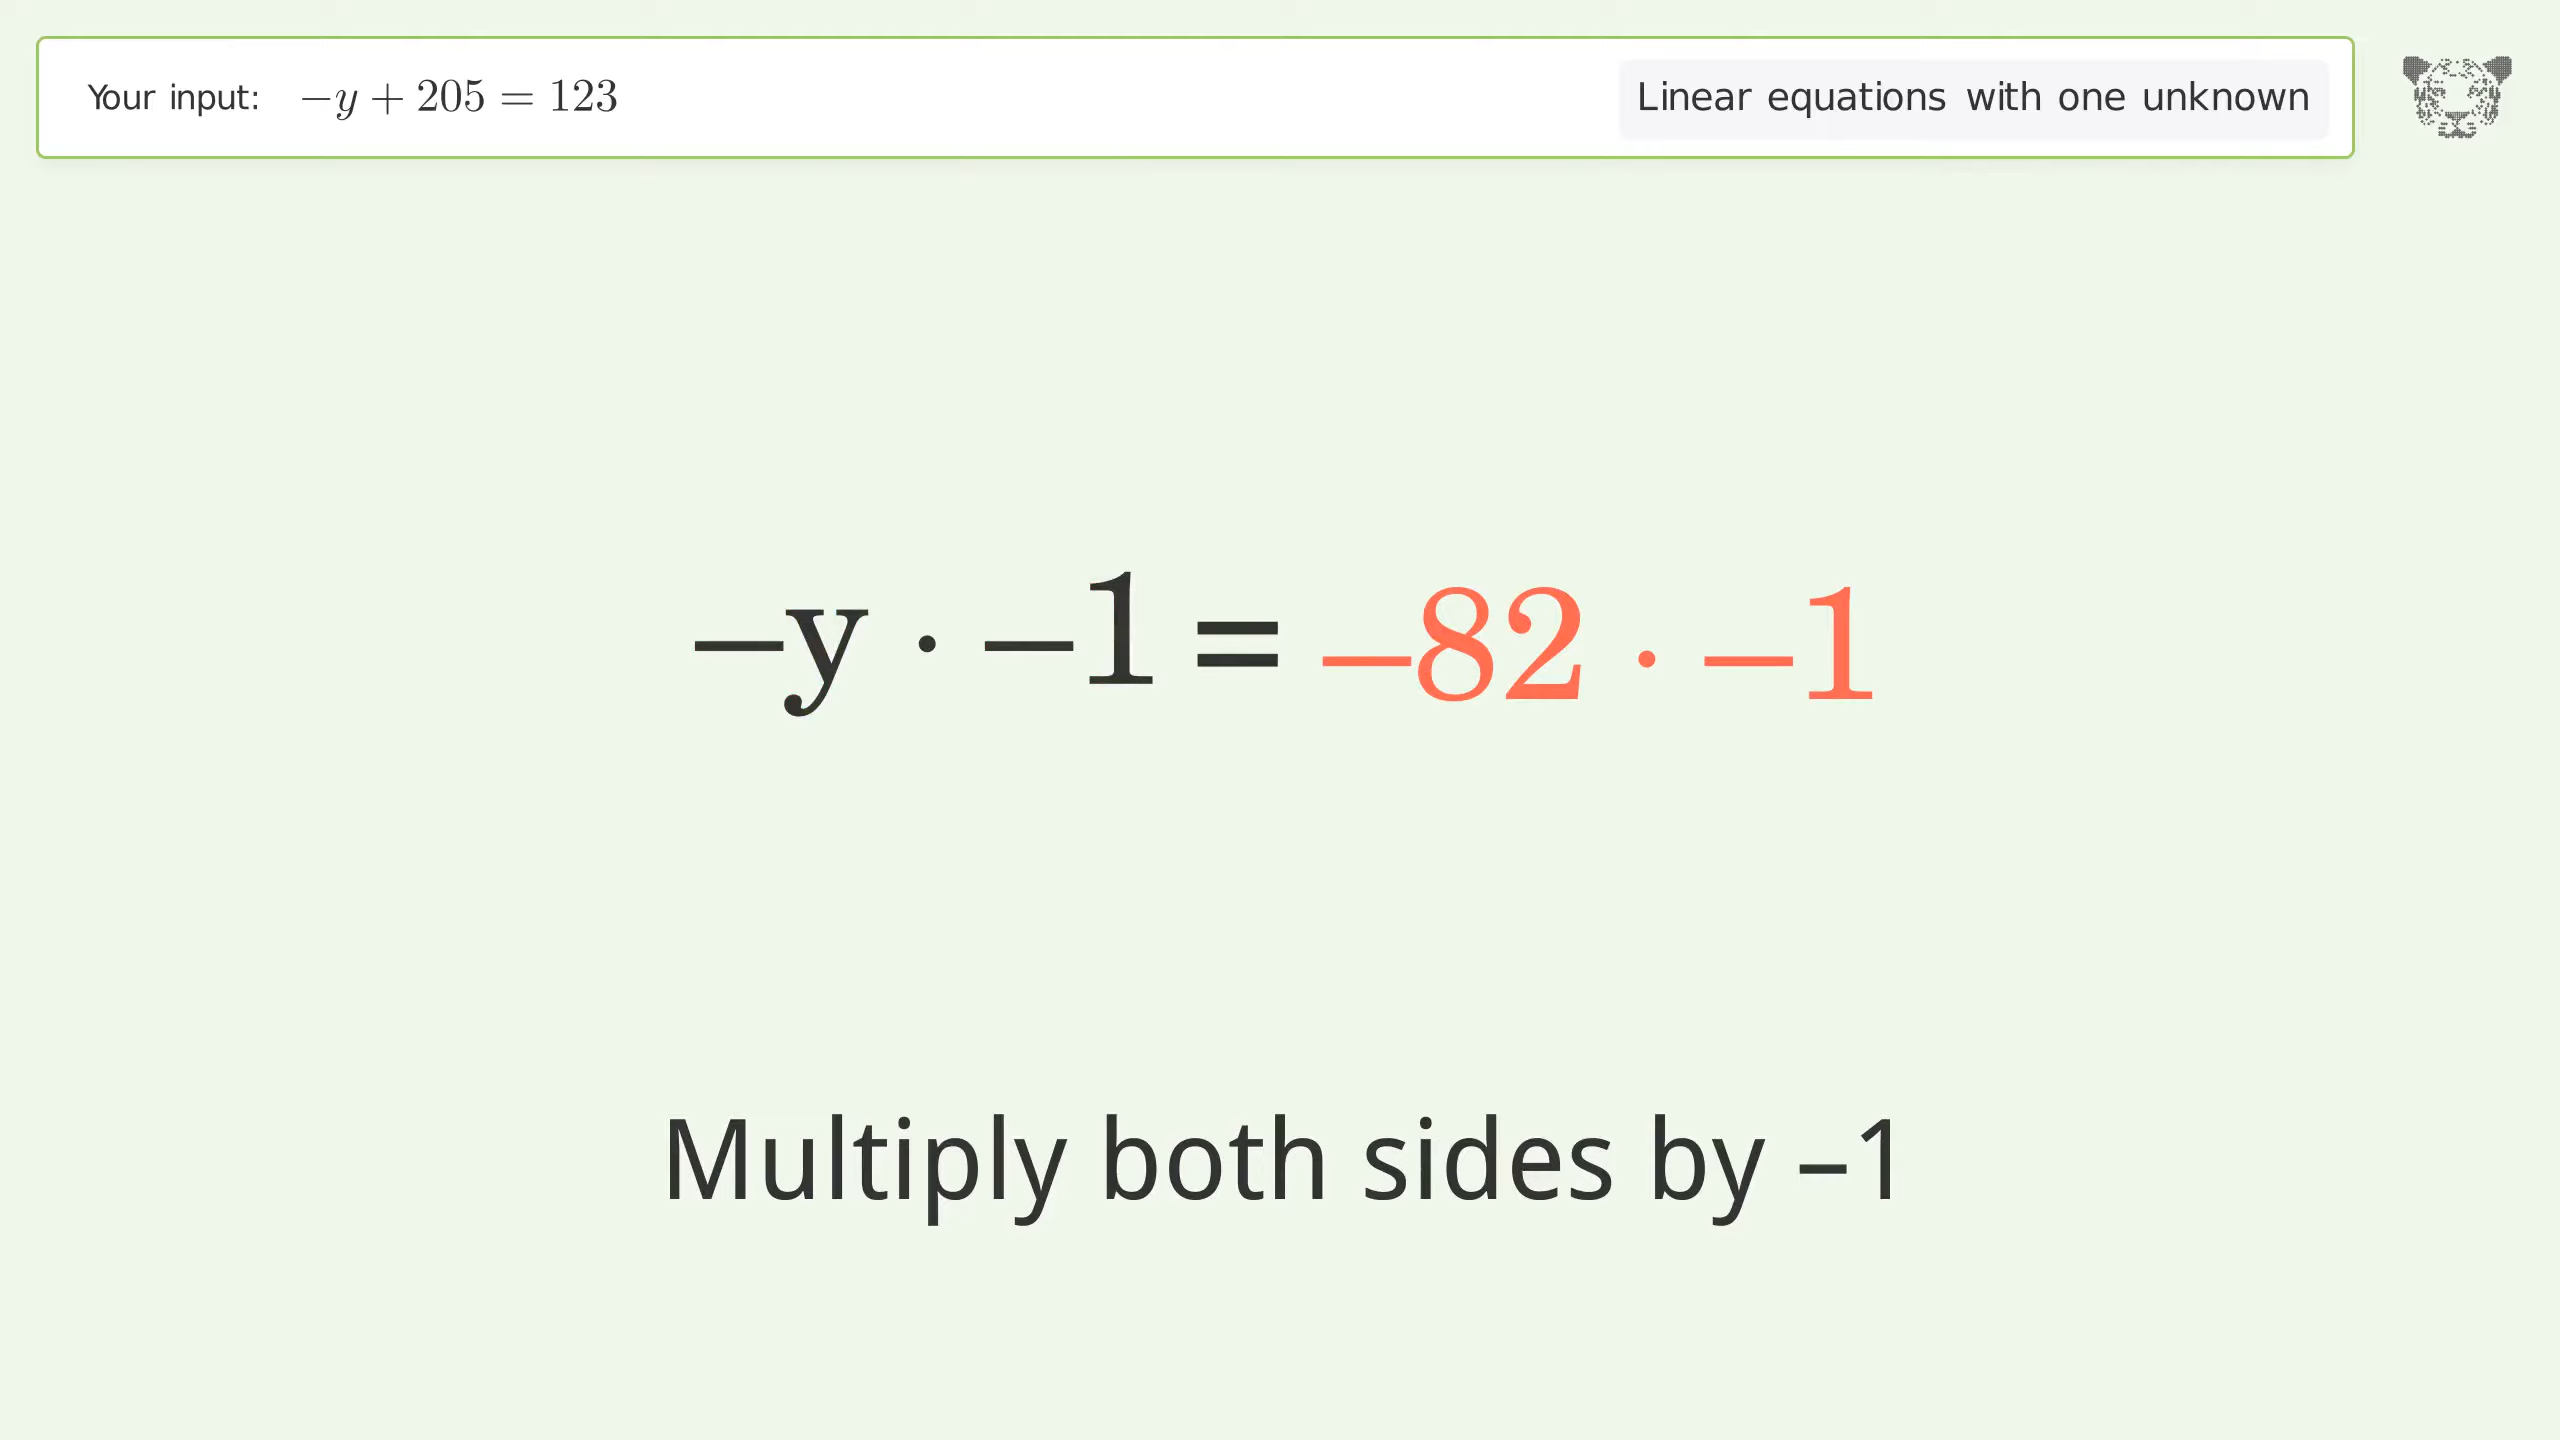 Your input: −y + 205 = 123
Linear equations with one unknown
−y · −1 = −82 · −1
Multiply both sides by –1